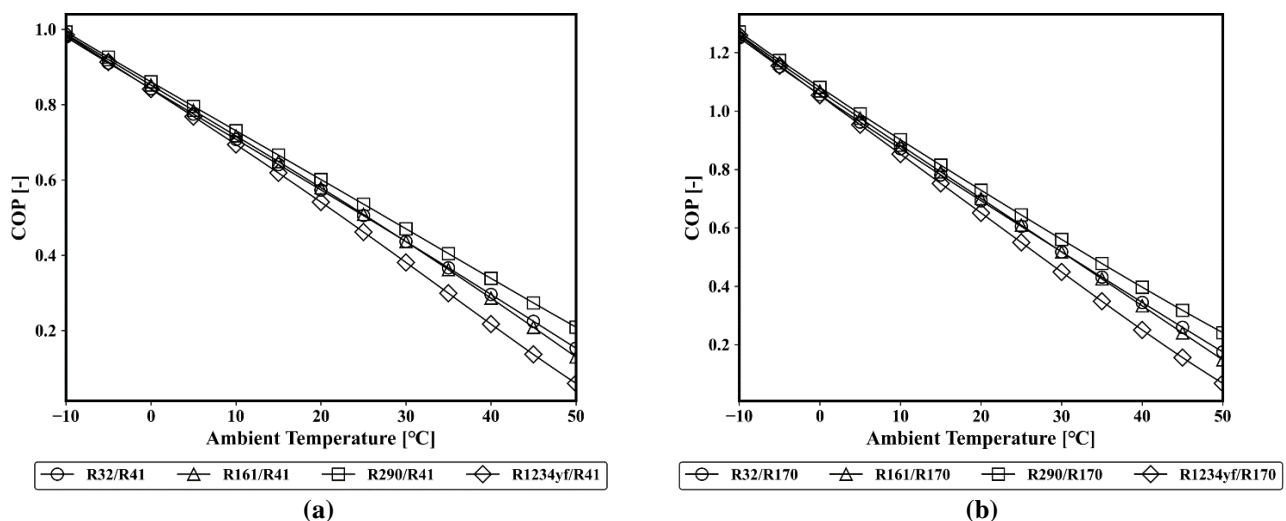 1.0
0.8
0.6
0.4
0.2
COP [-]
−10 0 10 20 30 40 50
Ambient Temperature [°C]
R32/R41 R161/R41 R290/R41 R1234yf/R41
(a)
1.2
1.0
0.8
0.6
0.4
0.2
COP [-]
−10 0 10 20 30 40 50
Ambient Temperature [°C]
R32/R170 R161/R170 R290/R170 R1234yf/R170
(b)